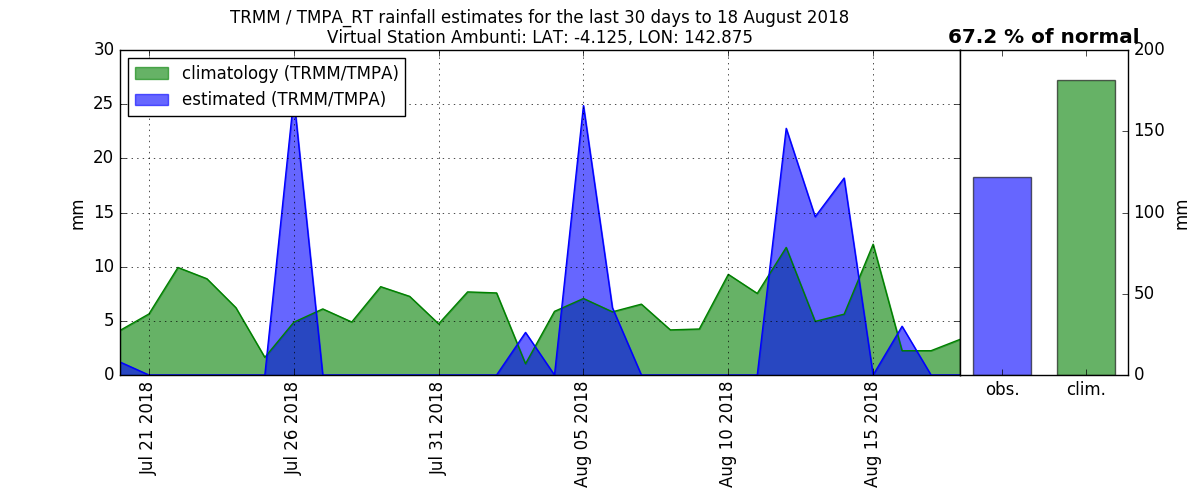 TRMM / TMPA_RT rainfall estimates for the last 30 days to 18 August 2018
Virtual Station Ambunti: LAT: -4.125, LON: 142.875
67.2 % of normal
climatology (TRMM/TMPA)
estimated (TRMM/TMPA)
30
25
20
15
10
5
0
mm
200
150
100
50
0
mm
Jul 21 2018
Jul 26 2018
Jul 31 2018
Aug 05 2018
Aug 10 2018
Aug 15 2018
obs.
clim.